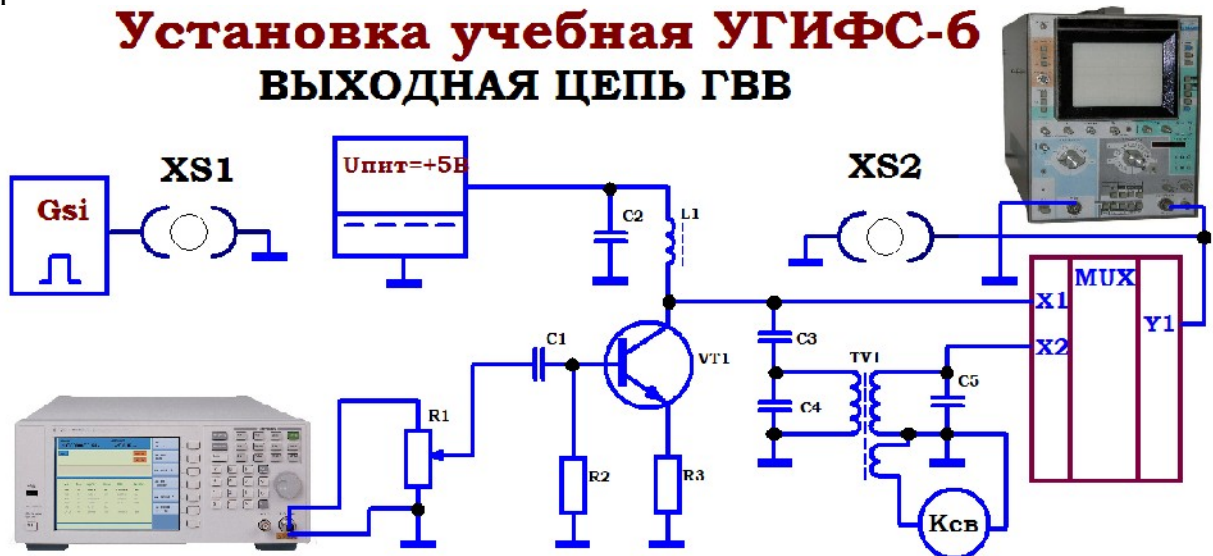 Установка учебная УГИФС-6
ВЫХОДНАЯ ЦЕПЬ ГВВ
XS1
Uпит=+5В
XS2
Gsi
C2
L1
MUX
X1
Y1
C1
C3
X2
VT1
TV1
C5
C4
R1
R2
R3
Ксв